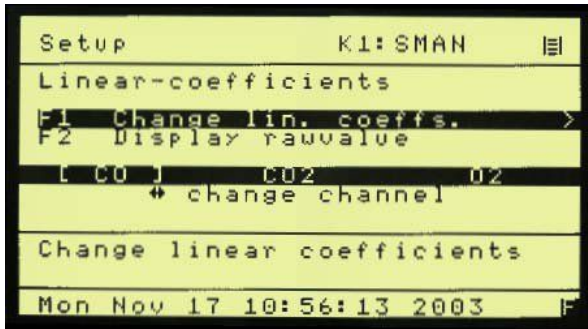 Setup K1:SMAN
Linear-coefficients
F1 Change lin. coeffs. >
F2 Display rawvalue
[ CO ] CO2 O2
change channel
Change linear coefficients
Mon Nov 17 10:56:13 2003